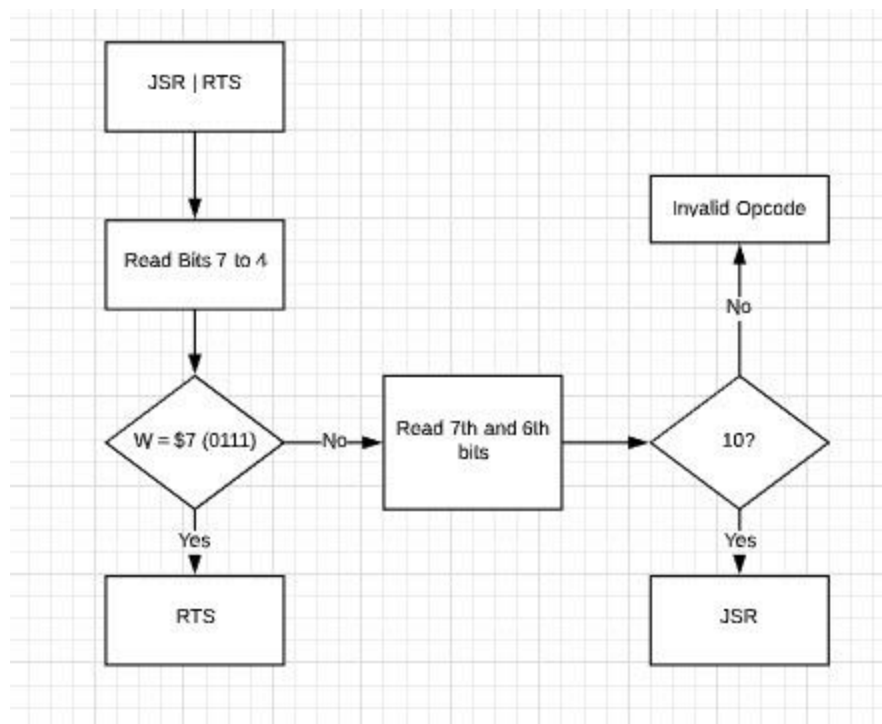 JSR | RTS
Read Bits 7 to 4
W = $7 (0111)
No
Read 7th and 6th
bits
10?
No
Invalid Opcode
Yes
RTS
Yes
JSR